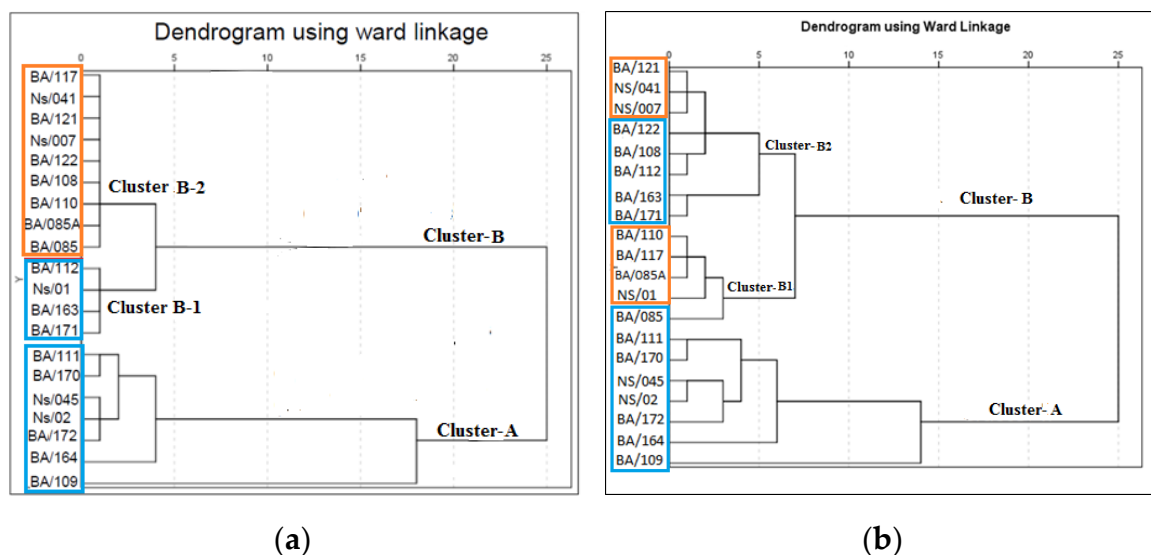 Dendrogram using ward linkage
0 5 10 15 20 25
BA/117
Ns/041
BA/121
Ns/007
BA/122
BA/108
Cluster B-2
BA/110
BA/085A
BA/085
Cluster-B
BA/112
Y
Ns/01
BA/163
Cluster B-1
BA/171
BA/111
BA/170
Ns/045
Ns/02
BA/172
Cluster-A
BA/164
BA/109
(a)
Dendrogram using Ward Linkage
0 5 10 15 20 25
BA/121
NS/041
NS/007
BA/122
Cluster-B2
BA/108
BA/112
BA/163
Cluster- B
BA/171
BA/110
BA/117
BA/085A
Cluster-B1
NS/01
BA/085
BA/111
BA/170
NS/045
NS/02
Cluster- A
BA/172
BA/164
BA/109
(b)